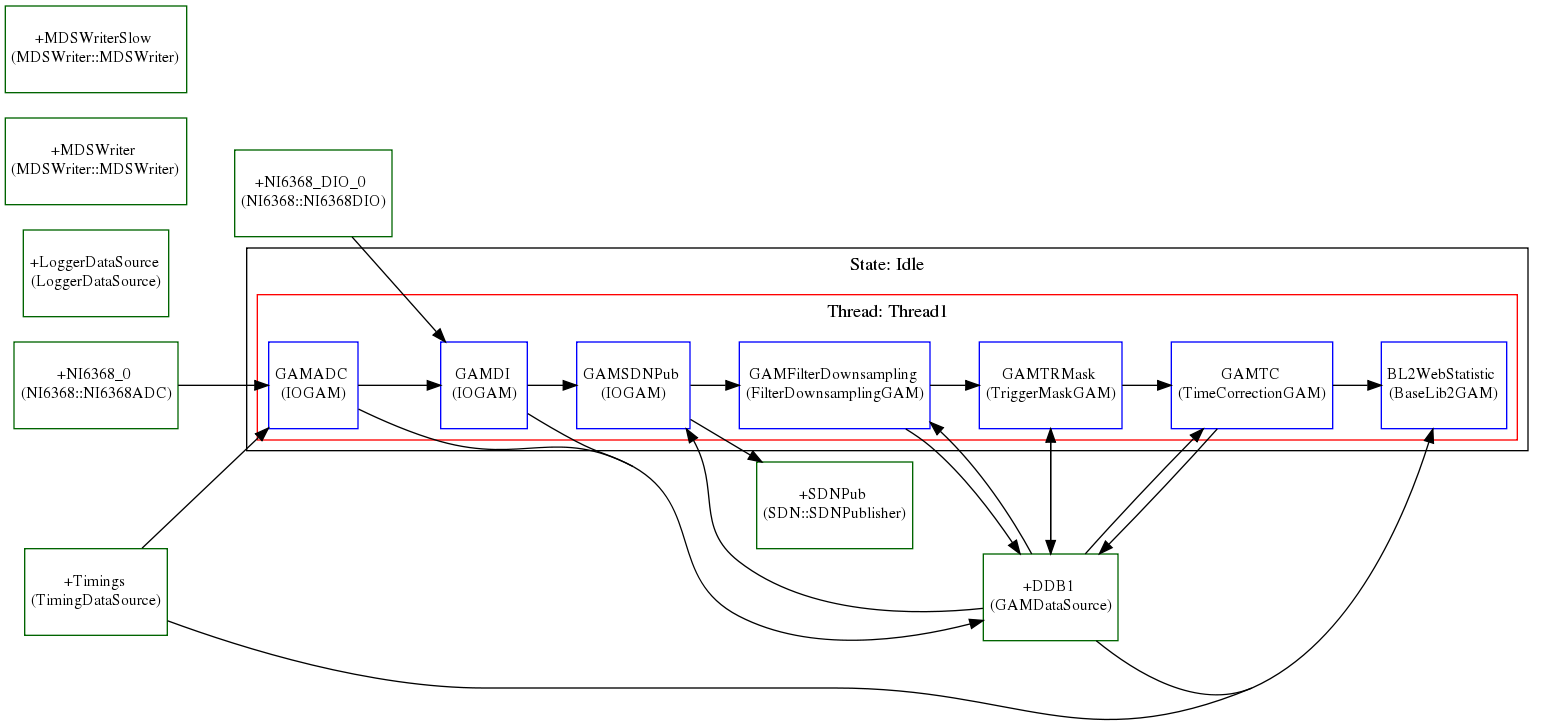 +MDSWriterSlow
(MDSWriter::MDSWriter)
+MDSWriter
(MDSWriter::MDSWriter)
+NI6368_DIO_0
(NI6368::NI6368DIO)
+LoggerDataSource
(LoggerDataSource)
State: Idle
Thread: Thread1
+NI6368_0
(NI6368::NI6368ADC)
GAMADC
(IOGAM)
GAMDI
(IOGAM)
GAMSDNPub
(IOGAM)
GAMFilterDownsampling
(FilterDownsamplingGAM)
GAMTRMask
(TriggerMaskGAM)
GAMTC
(TimeCorrectionGAM)
BL2WebStatistic
(BaseLib2GAM)
+SDNPub
(SDN::SDNPublisher)
+Timings
(TimingDataSource)
+DDB1
(GAMDataSource)